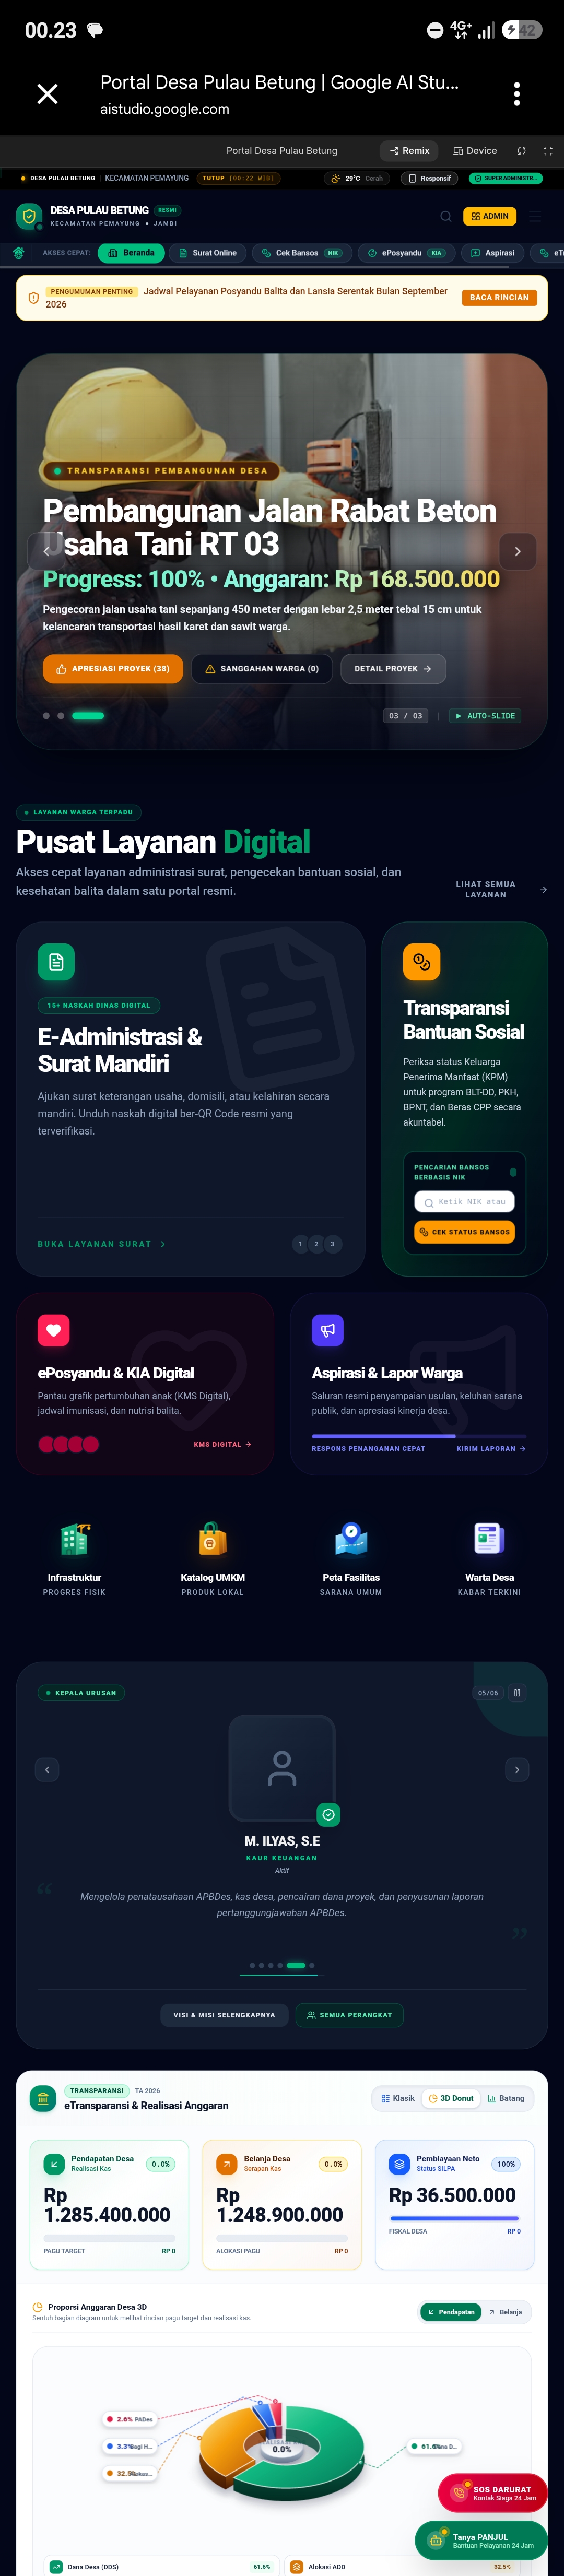 00.23
4G+
42
Portal Desa Pulau Betung | Google AI Stu...
aistudio.google.com
Portal Desa Pulau Betung
Remix
Device
DESA PULAU BETUNG
KECAMATAN PEMAYUNG
TUTUP [00:22 WIB]
29°C Cerah
Responsif
SUPER ADMINISTR...
DESA PULAU BETUNG RESMI
KECAMATAN PEMAYUNG • JAMBI
ADMIN
AKSES CEPAT:
Beranda
Surat Online
Cek Bansos NIK
ePosyandu KIA
Aspirasi
PENGUMUMAN PENTING Jadwal Pelayanan Posyandu Balita dan Lansia Serentak Bulan September
2026
BACA RINCIAN
TRANSPARANSI PEMBANGUNAN DESA
Pembangunan Jalan Rabat Beton
Usaha Tani RT 03
Progress: 100% • Anggaran: Rp 168.500.000
Pengecoran jalan usaha tani sepanjang 450 meter dengan lebar 2,5 meter tebal 15 cm untuk
kelancaran transportasi hasil karet dan sawit warga.
APRESIASI PROYEK (38)
SANGGAHAN WARGA (0)
DETAIL PROYEK
03 / 03
AUTO-SLIDE
LAYANAN WARGA TERPADU
Pusat Layanan Digital
Akses cepat layanan administrasi surat, pengecekan bantuan sosial, dan
kesehatan balita dalam satu portal resmi.
LIHAT SEMUA
LAYANAN
15+ NASKAH DINAS DIGITAL
E-Administrasi &
Surat Mandiri
Ajukan surat keterangan usaha, domisili, atau kelahiran secara
mandiri. Unduh naskah digital ber-QR Code resmi yang
terverifikasi.
BUKA LAYANAN SURAT
1 2 3
Transparansi
Bantuan Sosial
Periksa status Keluarga
Penerima Manfaat (KPM)
untuk program BLT-DD, PKH,
BPNT, dan Beras CPP secara
akuntabel.
PENCARIAN BANSOS
BERBASIS NIK
Ketik NIK atau
CEK STATUS BANSOS
ePosyandu & KIA Digital
Pantau grafik pertumbuhan anak (KMS Digital),
jadwal imunisasi, dan nutrisi balita.
KMS DIGITAL
Aspirasi & Lapor Warga
Saluran resmi penyampaian usulan, keluhan sarana
publik, dan apresiasi kinerja desa.
RESPONS PENANGANAN CEPAT
KIRIM LAPORAN
Infrastruktur
PROGRES FISIK
Katalog UMKM
PRODUK LOKAL
Peta Fasilitas
SARANA UMUM
Warta Desa
KABAR TERKINI
KEPALA URUSAN
05/06
M. ILYAS, S.E
KAUR KEUANGAN
Aktif
Mengelola penatausahaan APBDes, kas desa, pencairan dana proyek, dan penyusunan laporan
pertanggungjawaban APBDes.
VISI & MISI SELENGKAPNYA
SEMUA PERANGKAT
TRANSPARANSI TA 2026
eTransparansi & Realisasi Anggaran
Klasik
3D Donut
Batang
Pendapatan Desa
Realisasi Kas
0.0%
Rp
1.285.400.000
PAGU TARGET RP 0
Belanja Desa
Serapan Kas
0.0%
Rp
1.248.900.000
ALOKASI PAGU RP 0
Pembiayaan Neto
Status SILPA
100%
Rp 36.500.000
FISKAL DESA RP 0
Proporsi Anggaran Desa 3D
Sentuh bagian diagram untuk melihat rincian pagu target dan realisasi kas.
Pendapatan
Belanja
2.6% PADes
3.3%
32.5%
0.0%
61.6%
SOS DARURAT
Kontak Siaga 24 Jam
Tanya PANJUL
Bantuan Pelayanan 24 Jam
Dana Desa (DDS) 61.6%
Alokasi ADD 32.5%